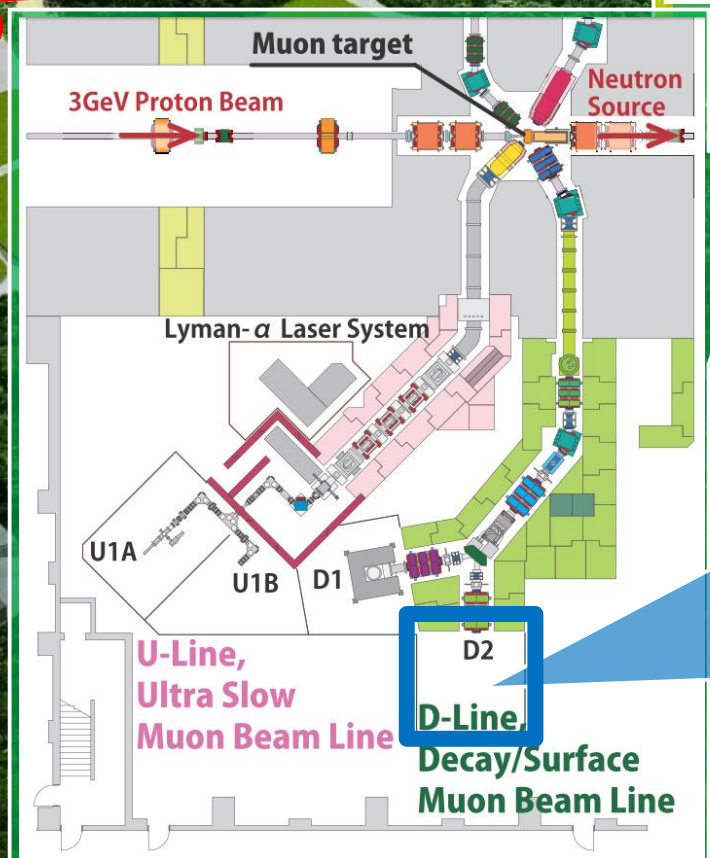 Muon target
3GeV Proton Beam
Neutron
Source
Lyman-α Laser System
U1A
U1B
D1
D2
U-Line,
Ultra Slow
Muon Beam Line
D-Line,
Decay/Surface
Muon Beam Line